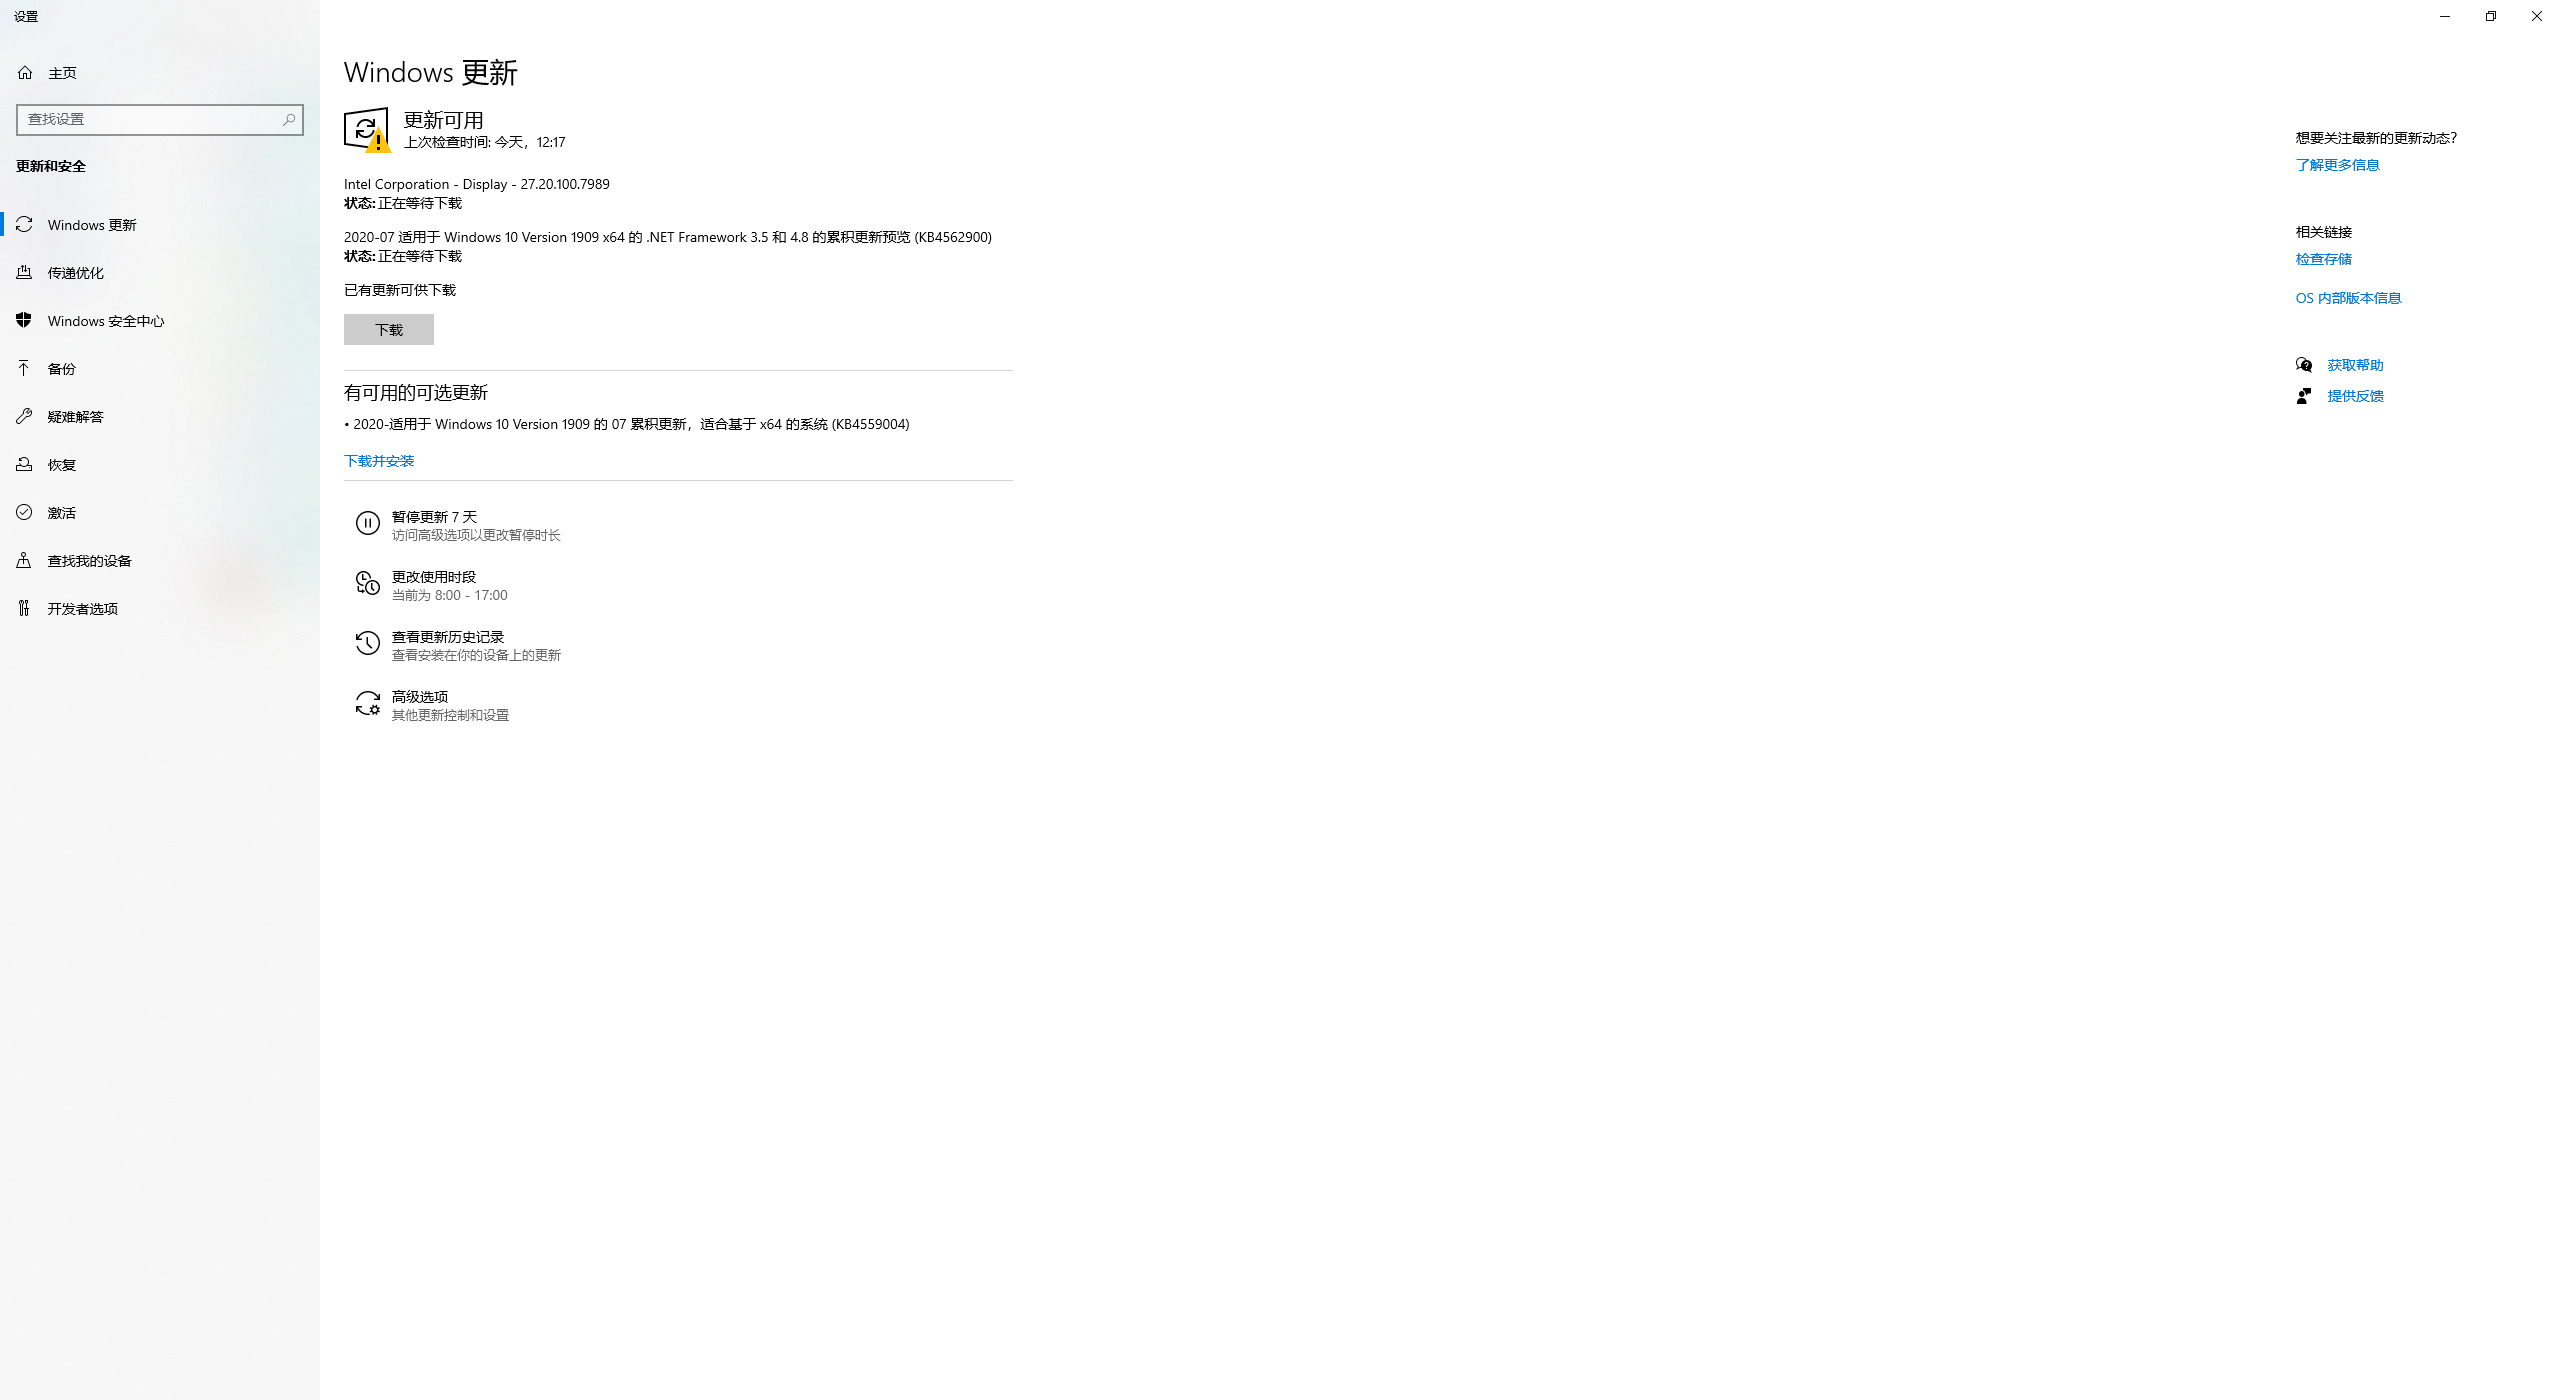 设置
主页
查找设置
更新和安全
Windows 更新
传递优化
Windows 安全中心
备份
疑难解答
恢复
激活
查找我的设备
开发者选项
Windows 更新
更新可用
上次检查时间: 今天，12:17
Intel Corporation - Display - 27.20.100.7989
状态: 正在等待下载
2020-07 适用于 Windows 10 Version 1909 x64 的 .NET Framework 3.5 和 4.8 的累积更新预览 (KB4562900)
状态: 正在等待下载
已有更新可供下载
下载
有可用的可选更新
• 2020-适用于 Windows 10 Version 1909 的 07 累积更新，适合基于 x64 的系统 (KB4559004)
下载并安装
暂停更新 7 天
访问高级选项以更改暂停时长
更改使用时段
当前为 8:00 - 17:00
查看更新历史记录
查看安装在你的设备上的更新
高级选项
其他更新控制和设置
想要关注最新的更新动态?
了解更多信息
相关链接
检查存储
OS 内部版本信息
获取帮助
提供反馈